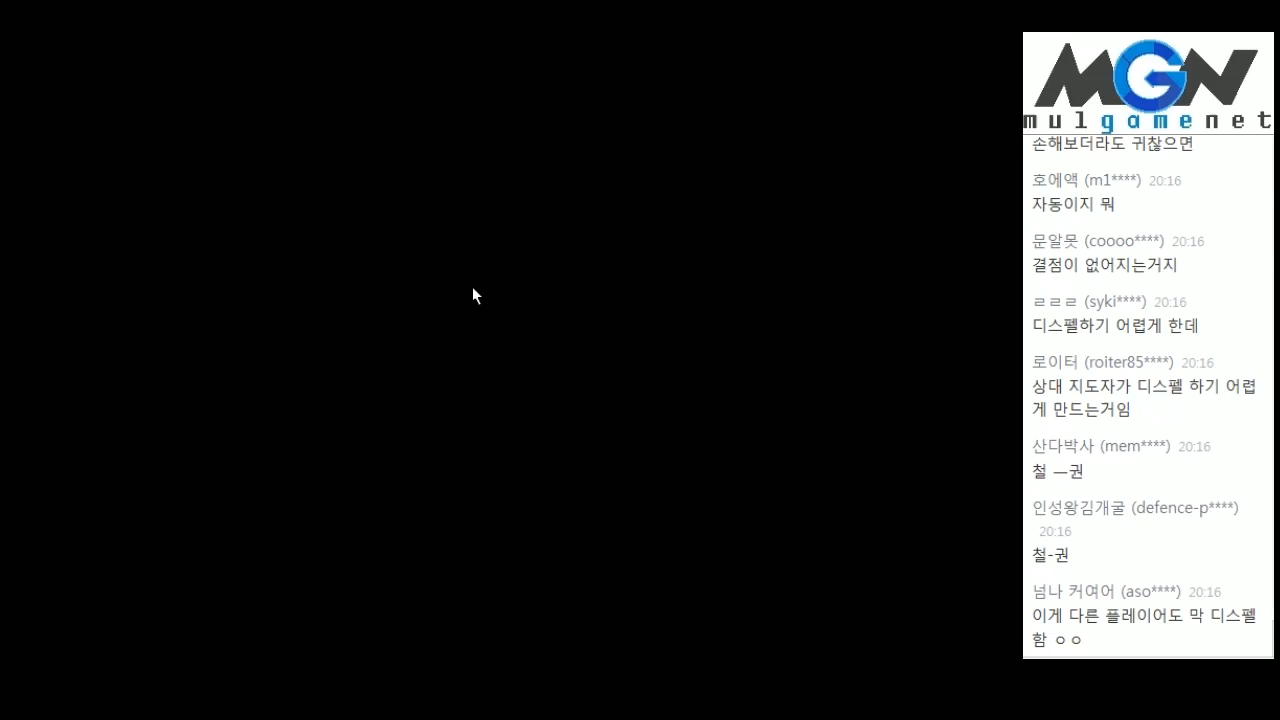 MGN
mulgamenet
손해보더라도 귀찮으면
호에액 (m1****) 20:16
자동이지 뭐
문알못 (coooo****) 20:16
결점이 없어지는거지
ㄹㄹㄹ (syki****) 20:16
디스펠하기 어렵게 한데
로이터 (roiter85****) 20:16
상대 지도자가 디스펠 하기 어렵
게 만드는거임
산다박사 (mem****) 20:16
철 ㅡ권
인성왕김개굴 (defence-p****)
20:16
철-권
넘나 커여어 (aso****) 20:16
이게 다른 플레이어도 막 디스펠
함 ㅇㅇ